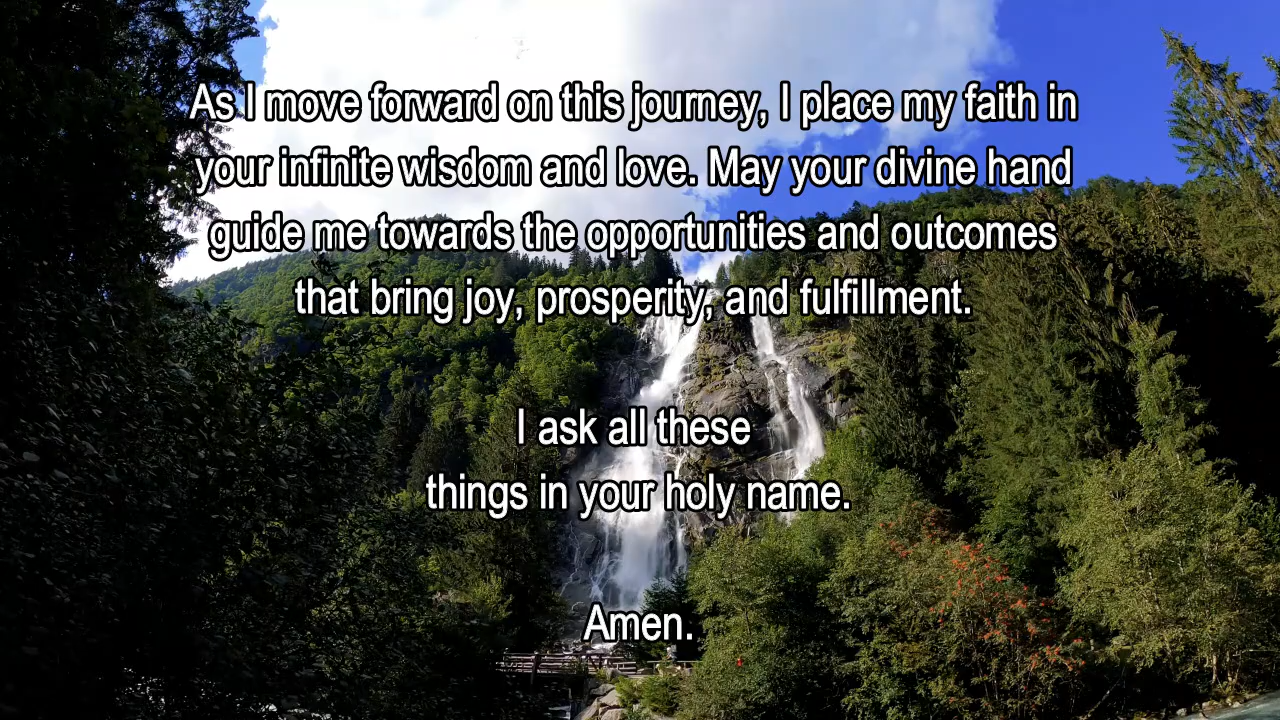 As I move forward on this journey, I place my faith in
your infinite wisdom and love. May your divine hand
guide me towards the opportunities and outcomes
that bring joy, prosperity, and fulfillment.
I ask all these
things in your holy name.
Amen.